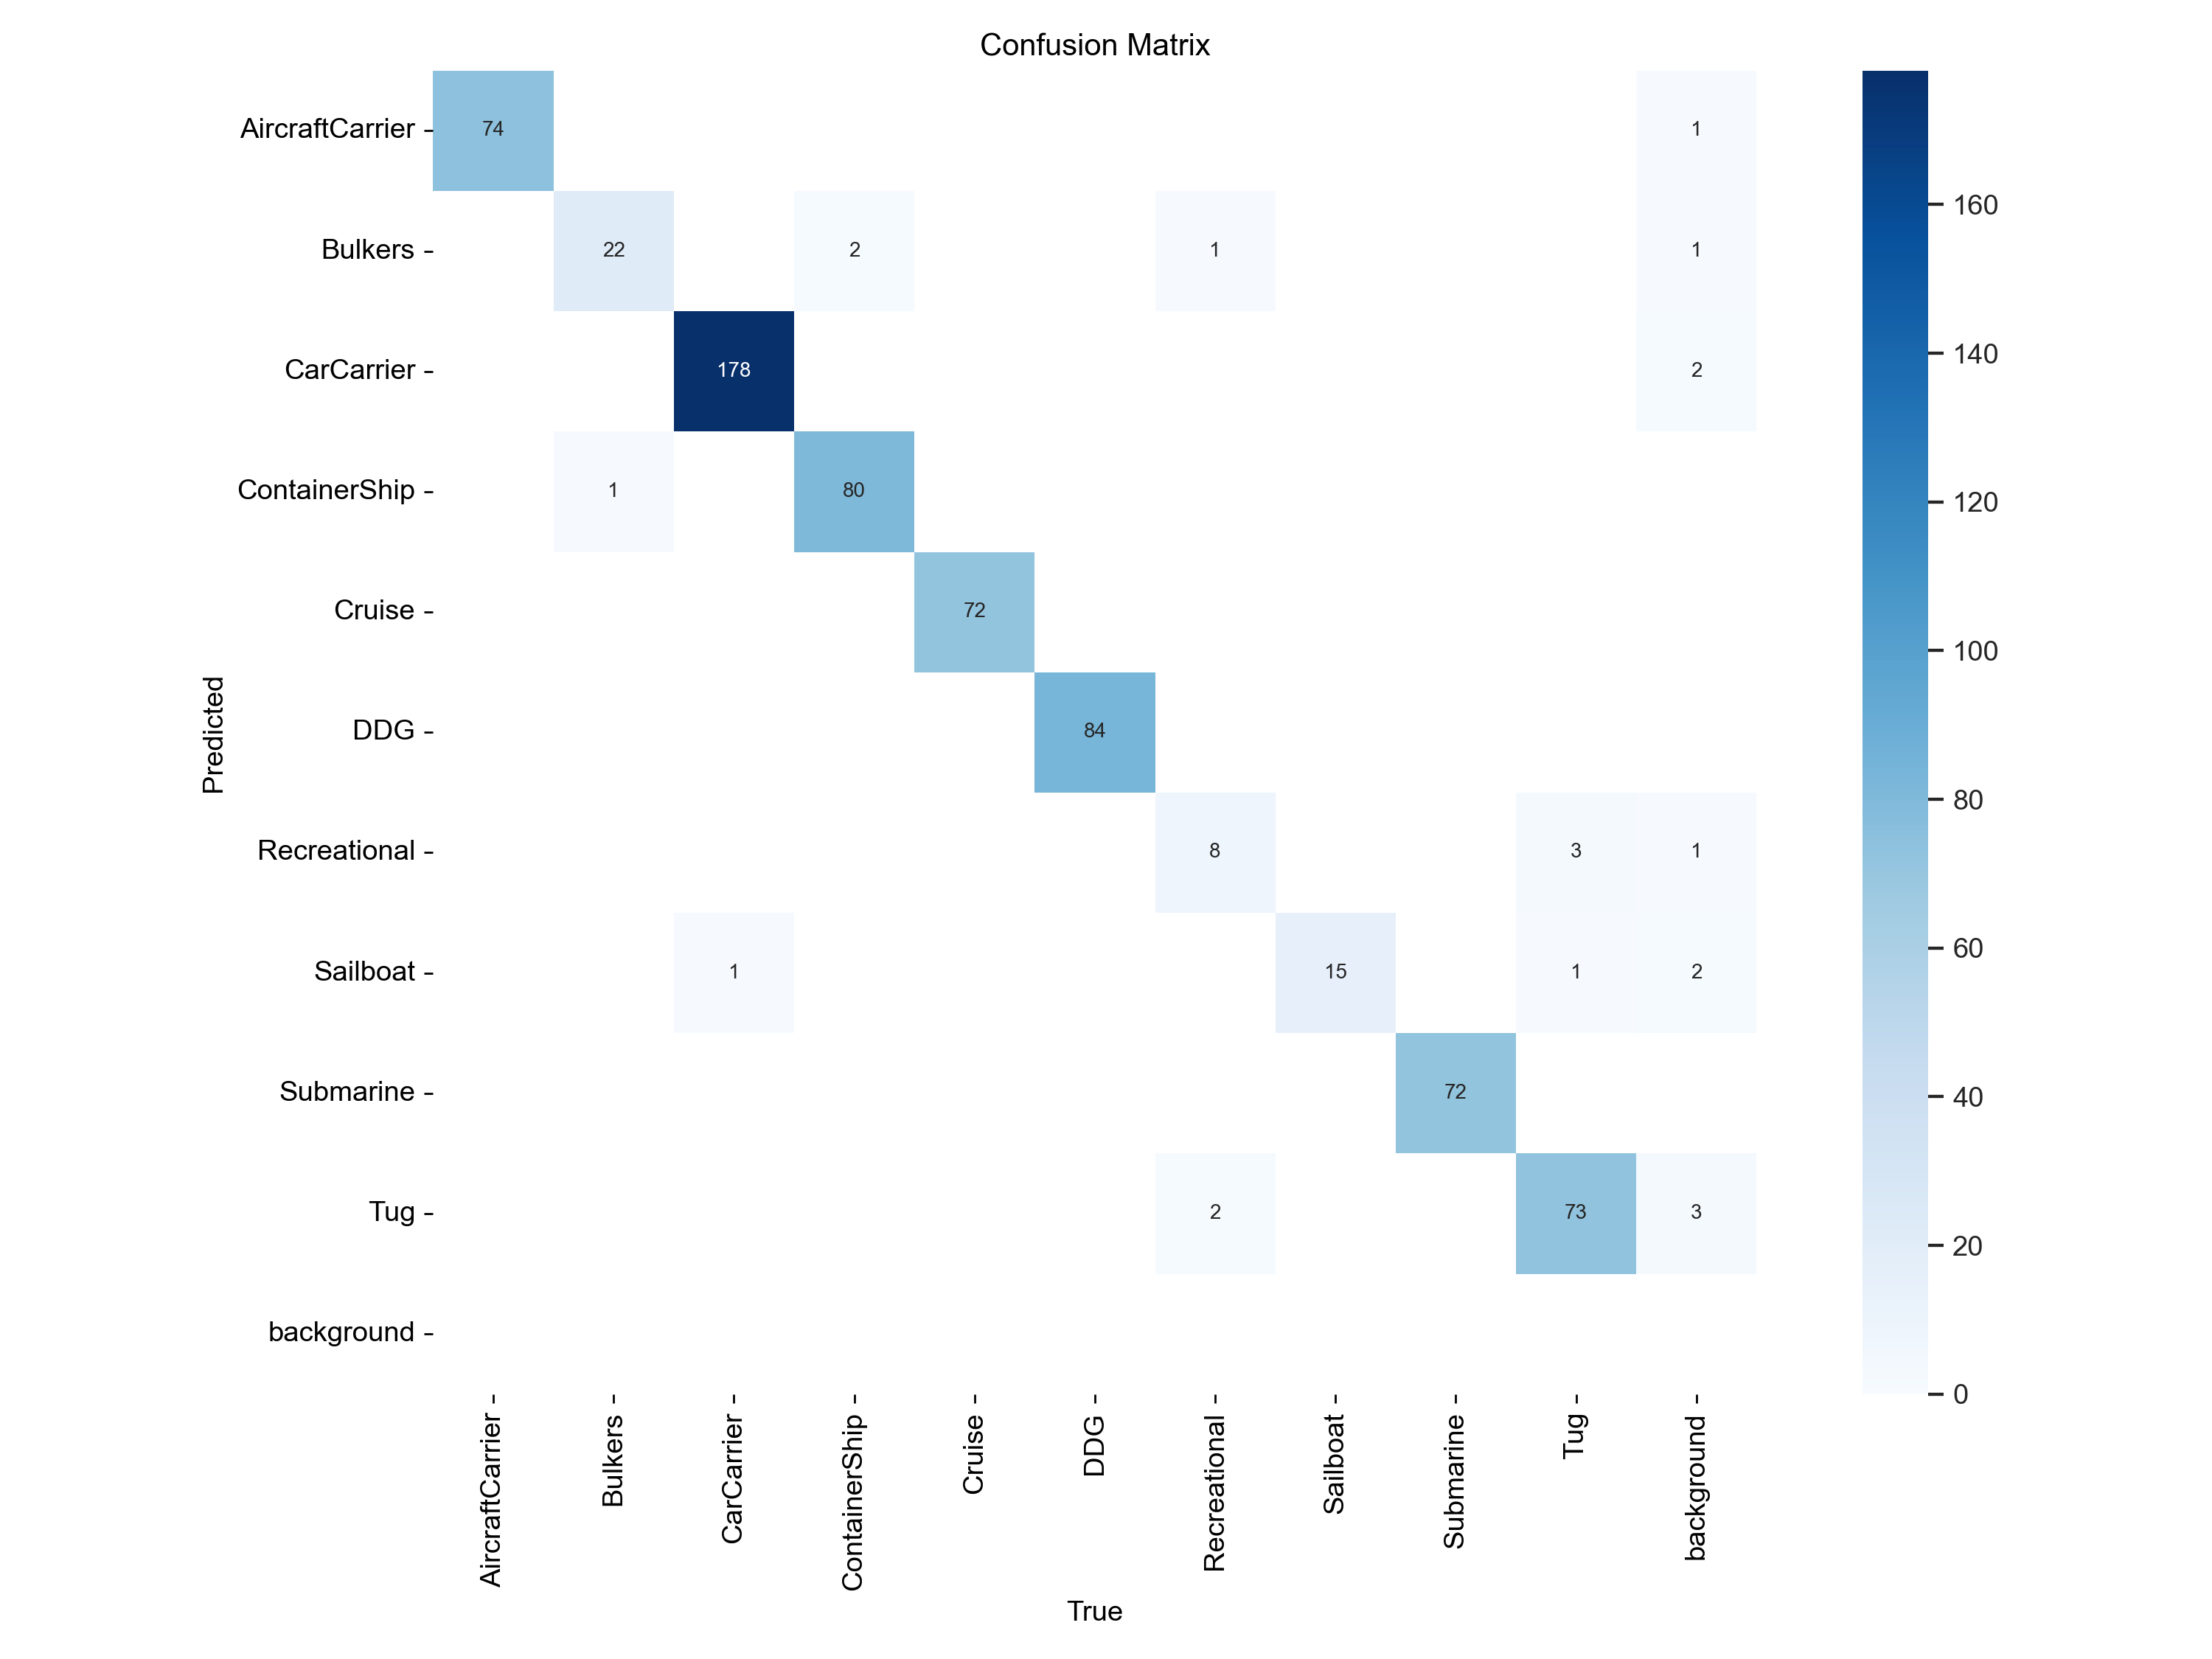 Confusion Matrix
AircraftCarrier 74 1
Bulkers 22 2 1 1
CarCarrier 178 2
ContainerShip 1 80
Cruise 72
DDG 84
Recreational 8 3 1
Sailboat 1 15 1 2
Submarine 72
Tug 2 73 3
background
Predicted
AircraftCarrier
Bulkers
CarCarrier
ContainerShip
Cruise
DDG
Recreational
Sailboat
Submarine
Tug
background
True
160
140
120
100
80
60
40
20
0